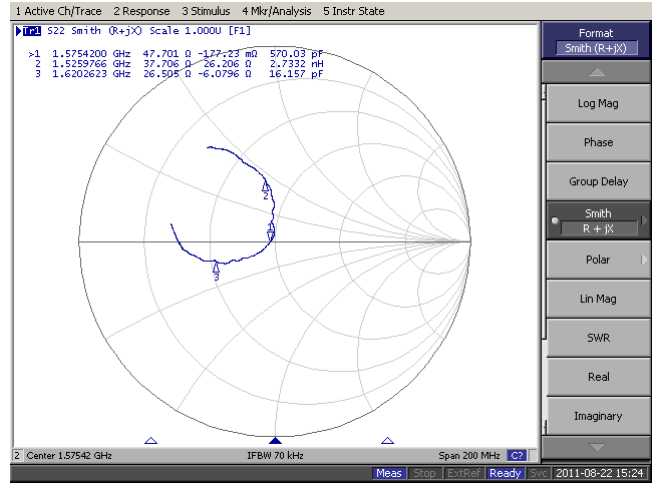 1 Active Ch/Trace 2 Response 3 Stimulus 4 Mkr/Analysis 5 Instr State
Tr1 S22 Smith (R+jX) Scale 1.000U [F1]
>1 1.5754200 GHz 47.701 Ω -177.23 mΩ 570.03 pF
2 1.5259766 GHz 37.706 Ω 26.206 Ω 2.7332 nH
3 1.6202623 GHz 26.505 Ω -6.0796 Ω 16.157 pF
1
2
3
2 Center 1.57542 GHz IFBW 70 kHz Span 200 MHz C?
Meas Stop ExtRef Ready Svc 2011-08-22 15:24
Format
Smith (R+jX)
Log Mag
Phase
Group Delay
Smith
R + jX
Polar
Lin Mag
SWR
Real
Imaginary